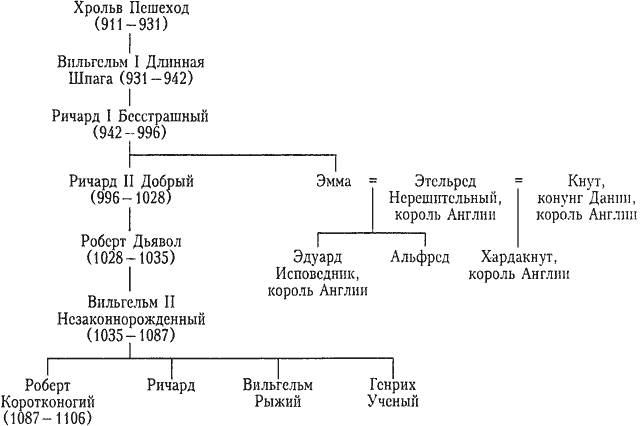 Хрольв Пешеход
(911–931)
Вильгельм I Длинная
Шпага (931–942)
Ричард I Бесстрашный
(942–996)
Ричард II Добрый
(996–1028)
Эмма
=
Этельред
Нерешительный,
король Англии
=
Кнут,
конунг Дании,
король Англии
Роберт Дьявол
(1028–1035)
Эдуард
Исповедник,
король Англии
Альфред
Хардакнут,
король Англии
Вильгельм II
Незаконнорожденный
(1035–1087)
Роберт
Коротконогий
(1087–1106)
Ричард
Вильгельм
Рыжий
Генрих
Ученый